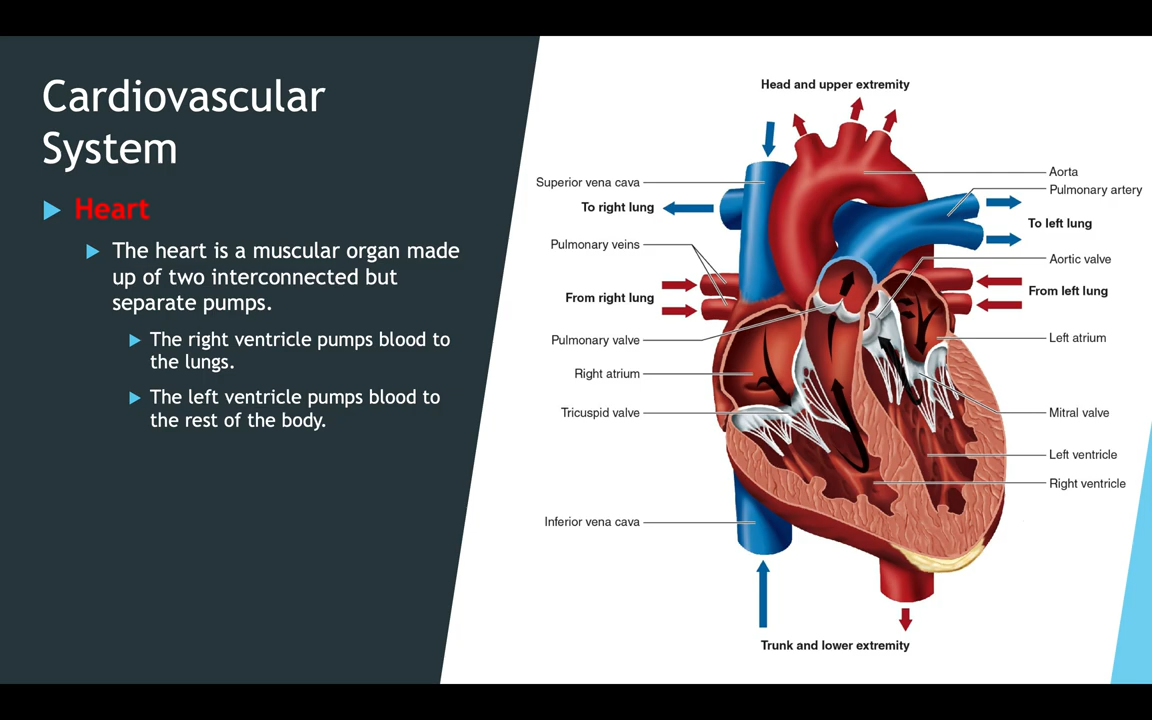 Cardiovascular
System
Heart
The heart is a muscular organ made
up of two interconnected but
separate pumps.
The right ventricle pumps blood to
the lungs.
The left ventricle pumps blood to
the rest of the body.
Head and upper extremity
Superior vena cava
To right lung
Pulmonary veins
From right lung
Pulmonary valve
Right atrium
Tricuspid valve
Inferior vena cava
Aorta
Pulmonary artery
To left lung
Aortic valve
From left lung
Left atrium
Mitral valve
Left ventricle
Right ventricle
Trunk and lower extremity